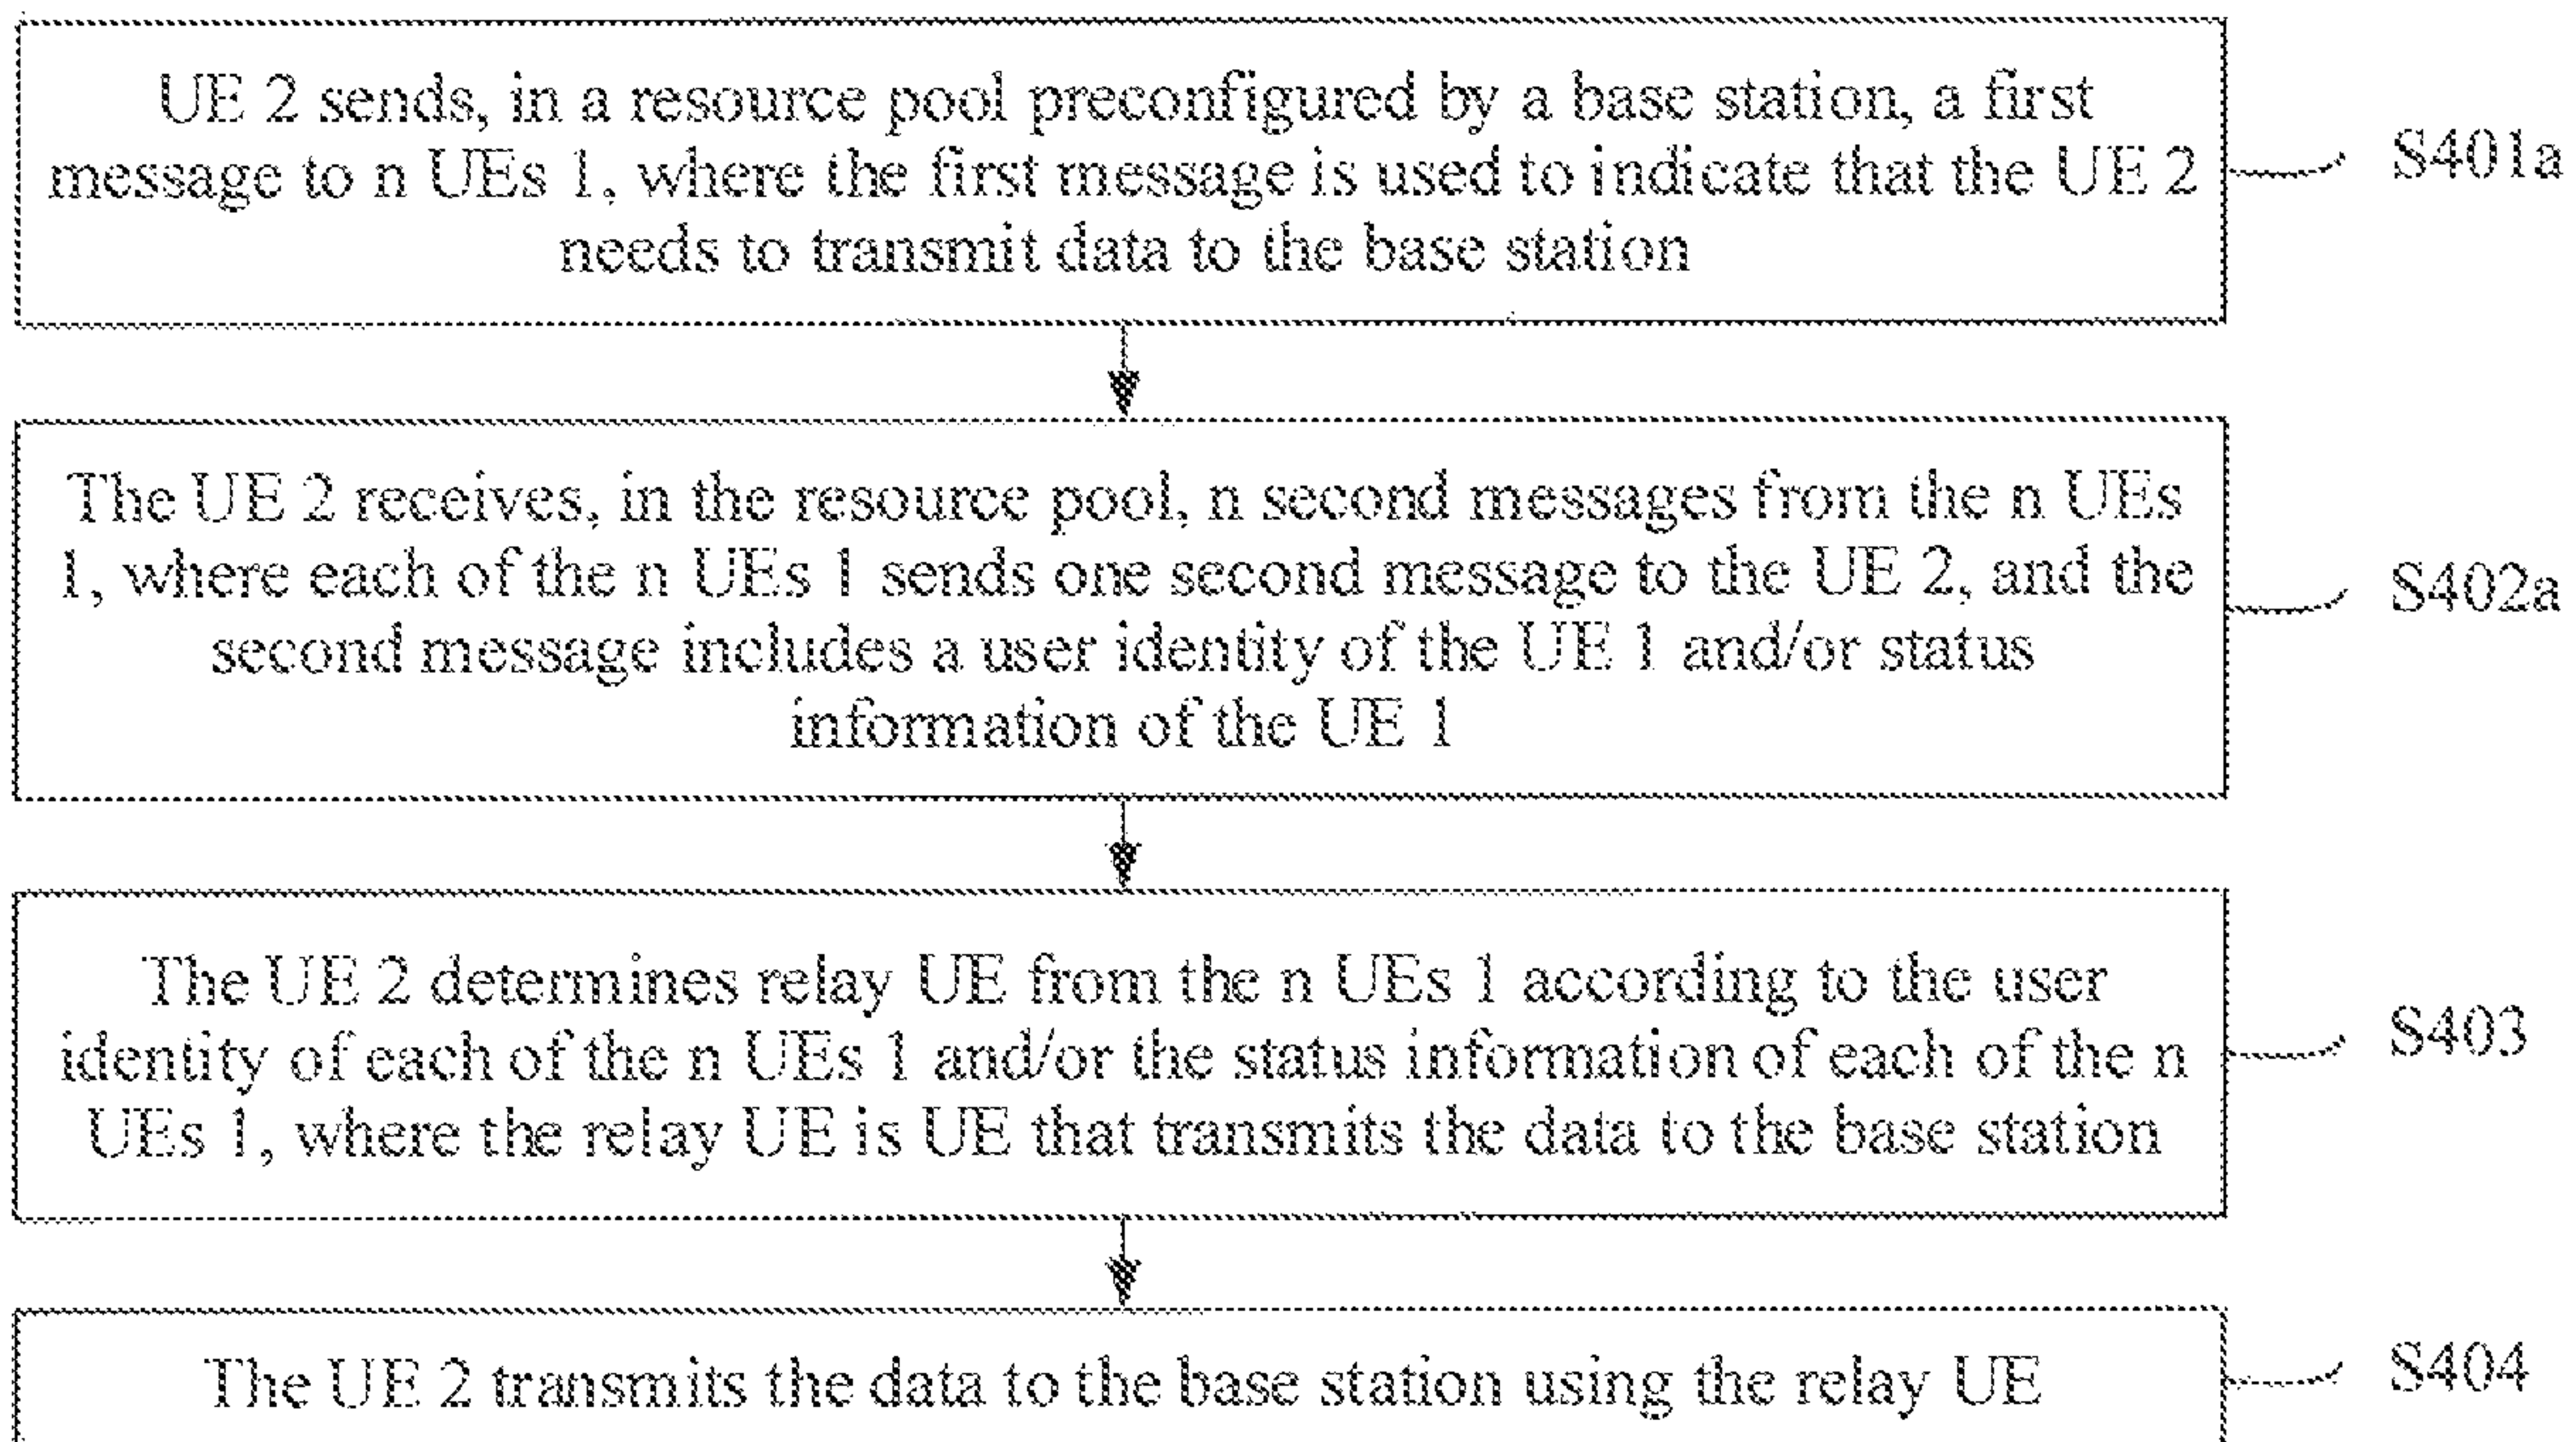 UE 2 sends, in a resource pool preconfigured by a base station, a first
message to n UEs 1, where the first message is used to indicate that the UE 2
needs to transmit data to the base station
S401a
The UE 2 receives, in the resource pool, n second messages from the n UEs
1, where each of the n UEs 1 sends one second message to the UE 2, and the
second message includes a user identity of the UE 1 and/or status
information of the UE 1
S402a
The UE 2 determines relay UE from the n UEs 1 according to the user
identity of each of the n UEs 1 and/or the status information of each of the n
UEs 1, where the relay UE is UE that transmits the data to the base station
S403
The UE 2 transmits the data to the base station using the relay UE
S404